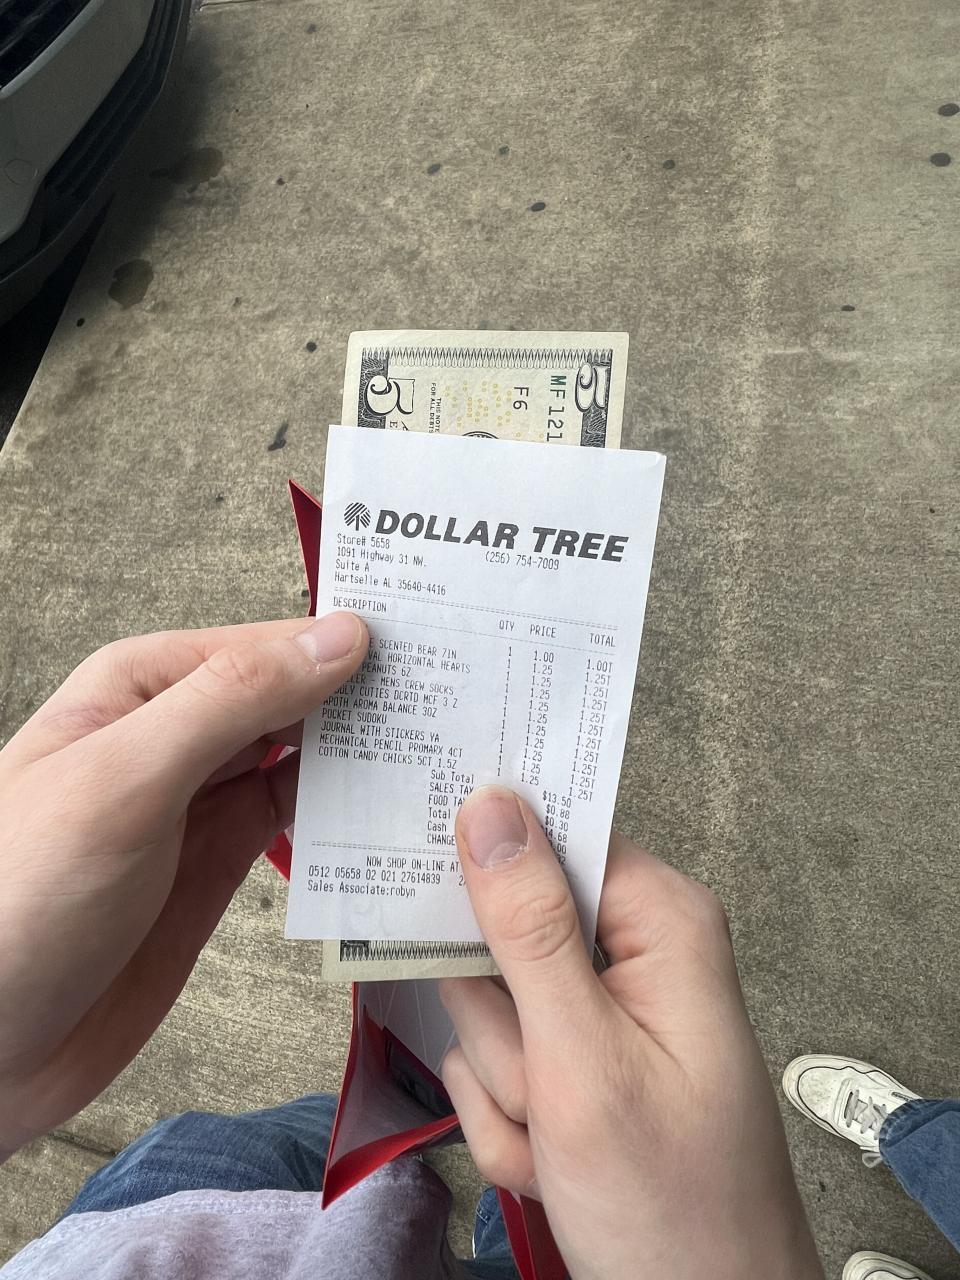 5
5
MF 121
F6
THIS NOTE
FOR ALL DEBTS
DOLLAR TREE
Store# 5658 (256) 754-7009
1091 Highway 31 NW.
Suite A
Hartselle AL 35640-4416
DESCRIPTION QTY PRICE TOTAL
SCENTED BEAR 7IN 1 1.00 1.00T
VAL HORIZONTAL HEARTS 1 1.25 1.25T
PEANUTS 6Z 1 1.25 1.25T
- MENS CREW SOCKS 1 1.25 1.25T
CUTIES DCRTD MCF 3 Z 1 1.25 1.25T
APOTH AROMA BALANCE 3OZ 1 1.25 1.25T
POCKET SUDOKU 1 1.25 1.25T
JOURNAL WITH STICKERS YA 1 1.25 1.25T
MECHANICAL PENCIL PROMARX 4CT 1 1.25 1.25T
COTTON CANDY CHICKS 5CT 1.5Z 1 1.25 1.25T
Sub Total $13.50
SALES TAX $0.88
FOOD TA $0.30
Total 14.68
Cash
CHANGE
NOW SHOP ON-LINE AT
0512 05658 02 021 27614839
Sales Associate:robyn